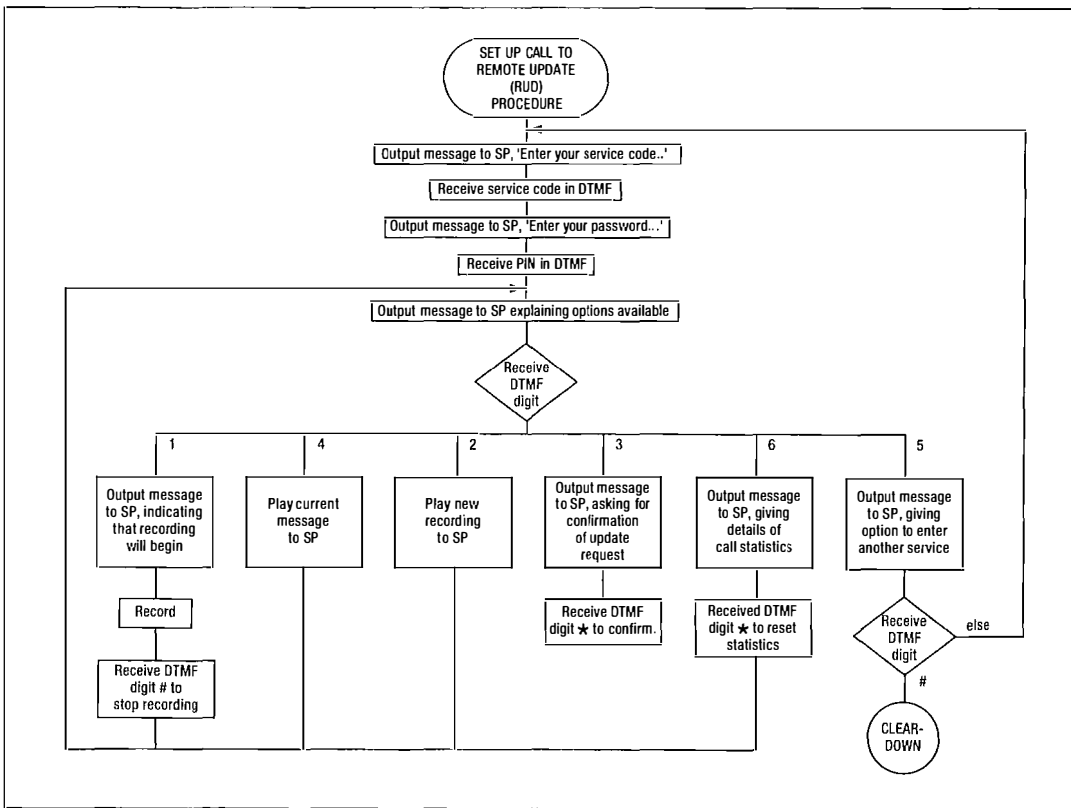 SET UP CALL TO
REMOTE UPDATE
(RUD)
PROCEDURE
Output message to SP, 'Enter your service code..'
Receive service code in DTMF
Output message to SP, 'Enter your password...'
Receive PIN in DTMF
Output message to SP explaining options available
Receive
DTMF
digit
1
Output message
to SP, indicating
that recording
will begin
Record
Receive DTMF
digit # to
stop recording
4
Play current
message
to SP
2
Play new
recording
to SP
3
Output message
to SP, asking for
confirmation
of update
request
Receive DTMF
digit ★ to confirm.
6
Output message
to SP, giving
details of
call statistics
Received DTMF
digit ★ to reset
statistics
5
Output message
to SP, giving
option to enter
another service
Receive
DTMF
digit
else
#
CLEAR-
DOWN